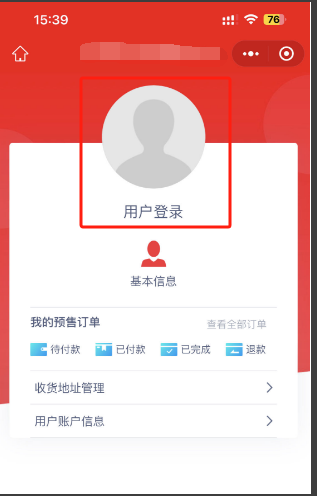 15:39
76
用户登录
基本信息
我的预售订单 查看全部订单
待付款 已付款 已完成 退款
收货地址管理
用户账户信息